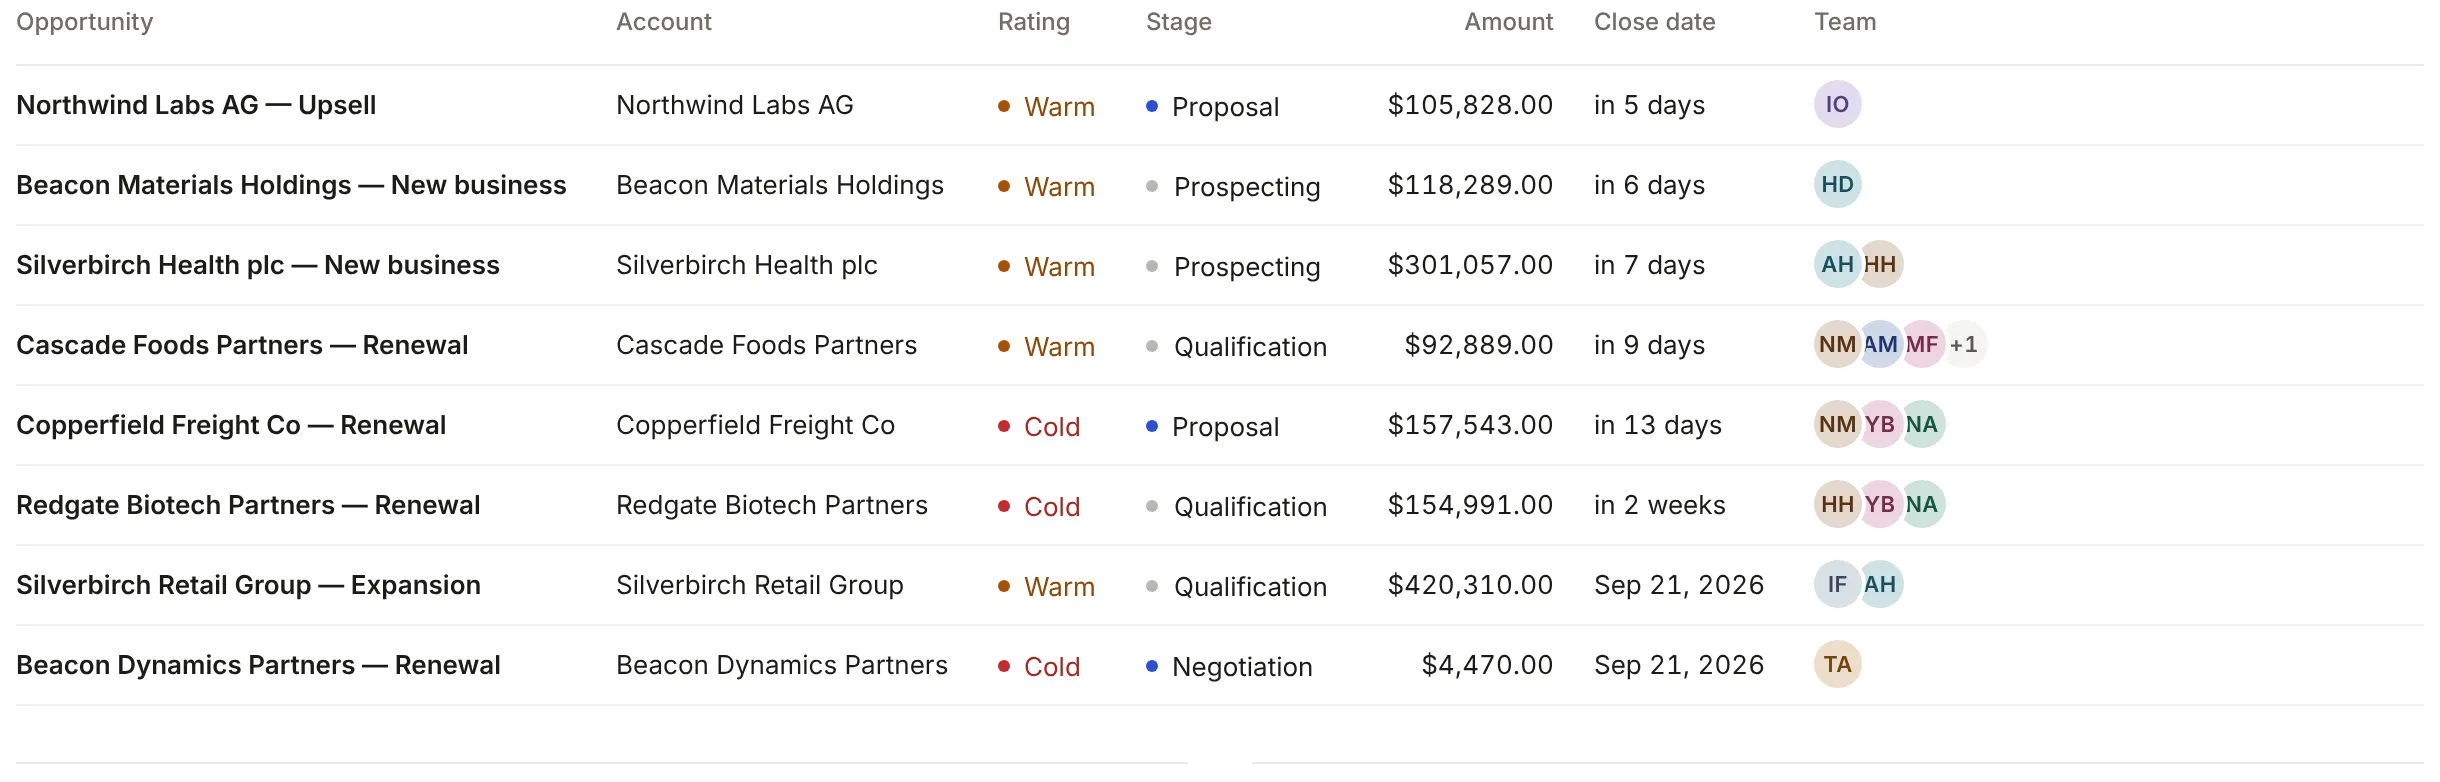 Opportunity Account Rating Stage Amount Close date Team
Northwind Labs AG — Upsell Northwind Labs AG Warm Proposal $105,828.00 in 5 days IO
Beacon Materials Holdings — New business Beacon Materials Holdings Warm Prospecting $118,289.00 in 6 days HD
Silverbirch Health plc — New business Silverbirch Health plc Warm Prospecting $301,057.00 in 7 days AH HH
Cascade Foods Partners — Renewal Cascade Foods Partners Warm Qualification $92,889.00 in 9 days NM AM MF +1
Copperfield Freight Co — Renewal Copperfield Freight Co Cold Proposal $157,543.00 in 13 days NM YB NA
Redgate Biotech Partners — Renewal Redgate Biotech Partners Cold Qualification $154,991.00 in 2 weeks HH YB NA
Silverbirch Retail Group — Expansion Silverbirch Retail Group Warm Qualification $420,310.00 Sep 21, 2026 IF AH
Beacon Dynamics Partners — Renewal Beacon Dynamics Partners Cold Negotiation $4,470.00 Sep 21, 2026 TA